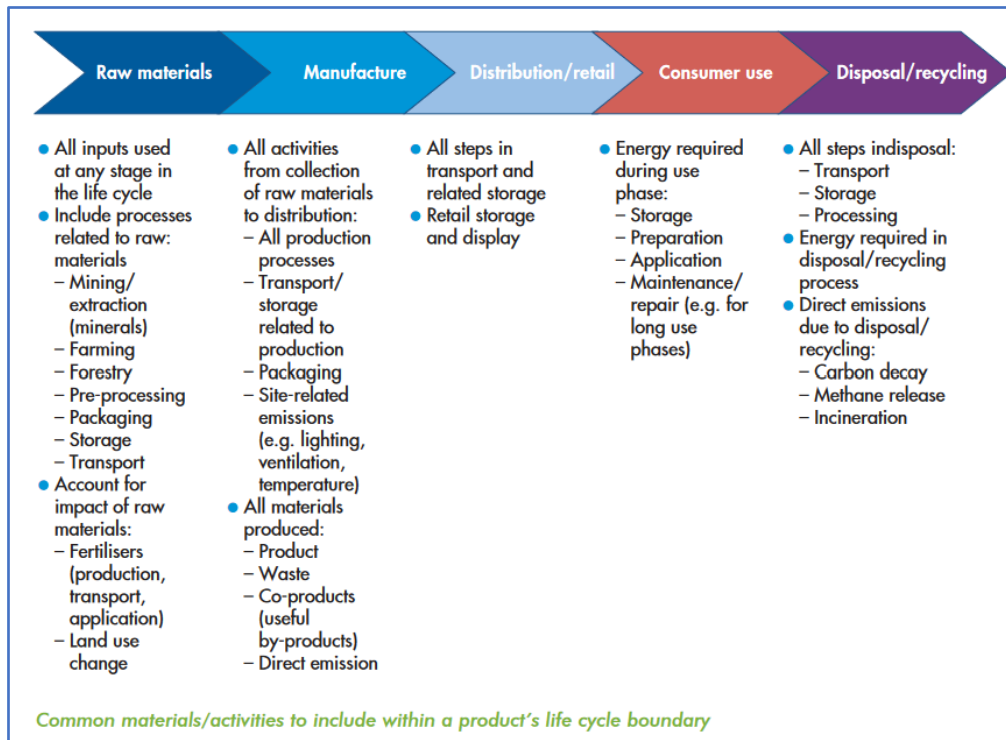 Raw materials
Manufacture
Distribution/retail
Consumer use
Disposal/recycling
● All inputs used
at any stage in
the life cycle
● Include processes
related to raw:
materials
– Mining/
extraction
(minerals)
– Farming
– Forestry
– Pre-processing
– Packaging
– Storage
– Transport
● Account for
impact of raw
materials:
– Fertilisers
(production,
transport,
application)
– Land use
change
● All activities
from collection
of raw materials
to distribution:
– All production
processes
– Transport/
storage
related to
production
– Packaging
– Site-related
emissions
(e.g. lighting,
ventilation,
temperature)
● All materials
produced:
– Product
– Waste
– Co-products
(useful
by-products)
– Direct emission
● All steps in
transport and
related storage
● Retail storage
and display
● Energy required
during use
phase:
– Storage
– Preparation
– Application
– Maintenance/
repair (e.g. for
long use
phases)
● All steps indisposal:
– Transport
– Storage
– Processing
● Energy required in
disposal/recycling
process
● Direct emissions
due to disposal/
recycling:
– Carbon decay
– Methane release
– Incineration
Common materials/activities to include within a product's life cycle boundary